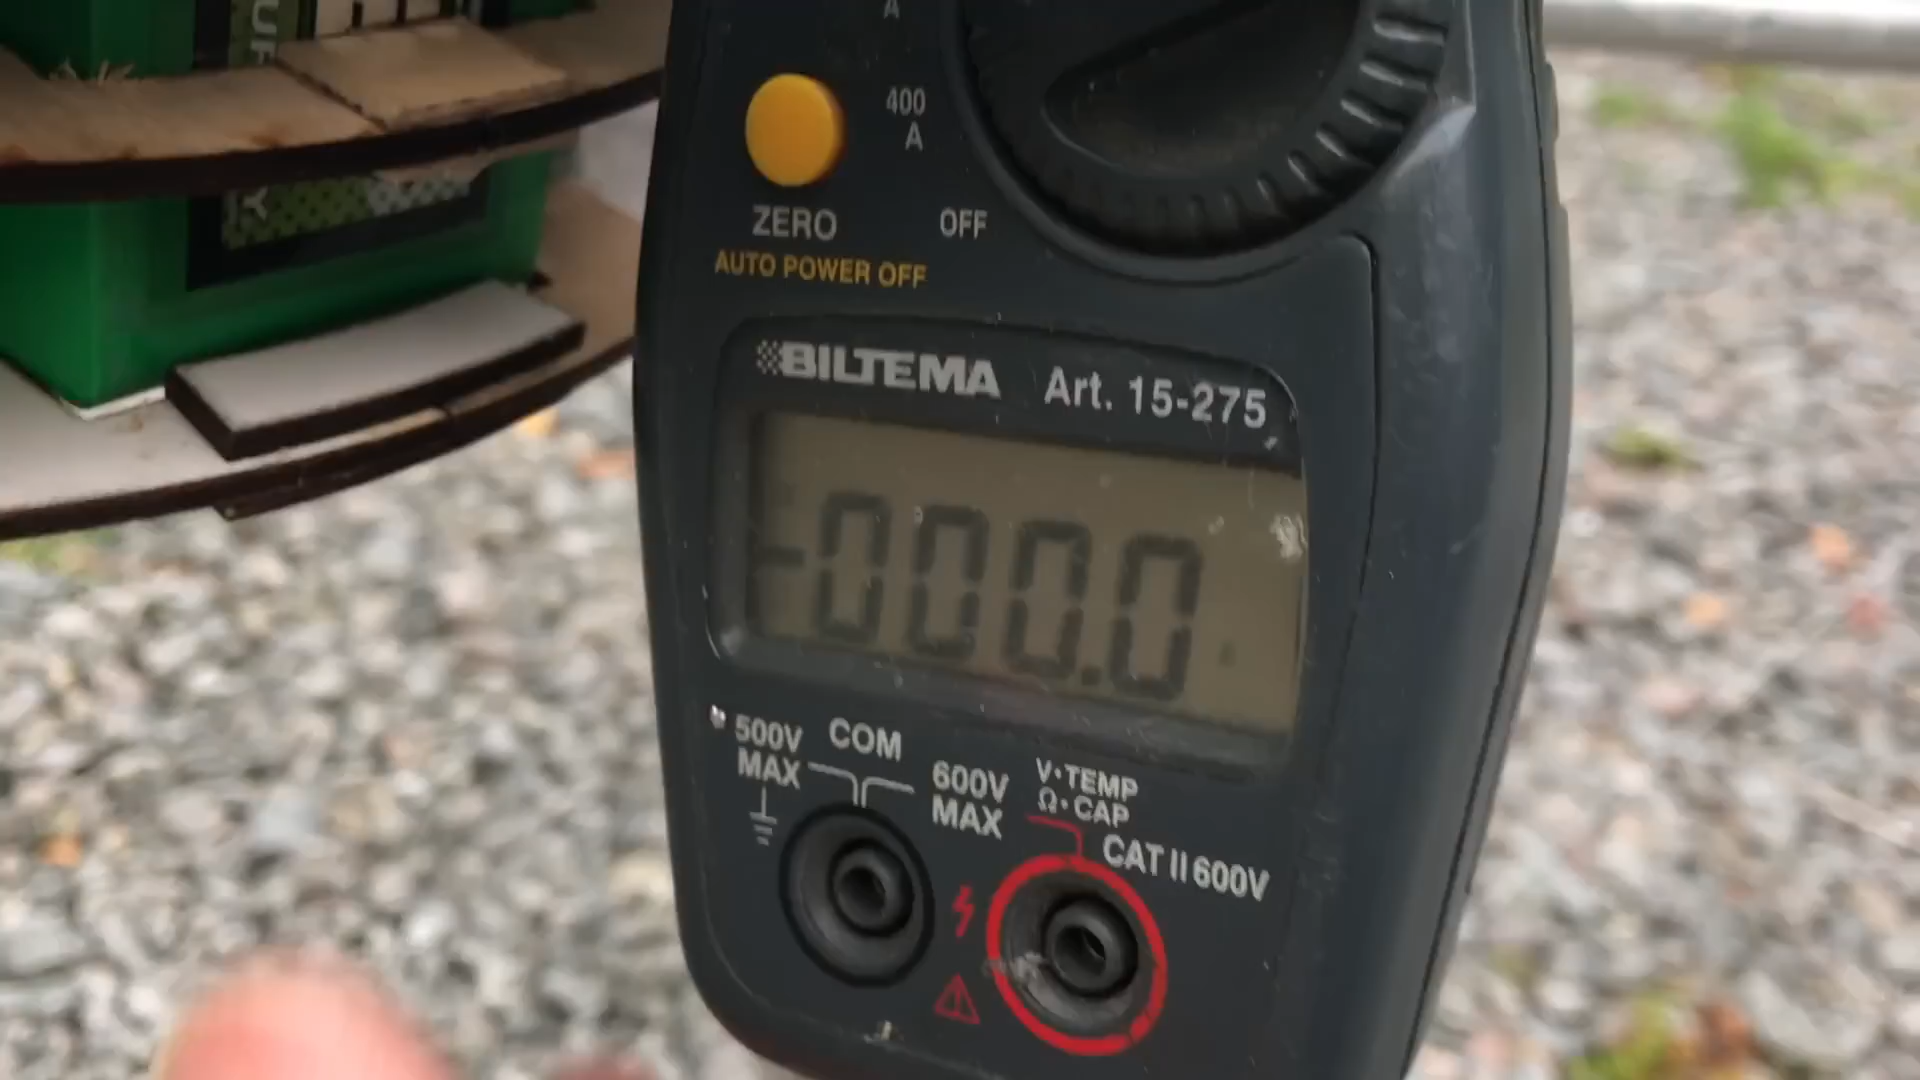 UF
Y
A
400
A
ZERO
OFF
AUTO POWER OFF
BILTEMA Art. 15-275
-000.0
500V
MAX
COM
600V
MAX
V·TEMP
Ω·CAP
CAT II 600V